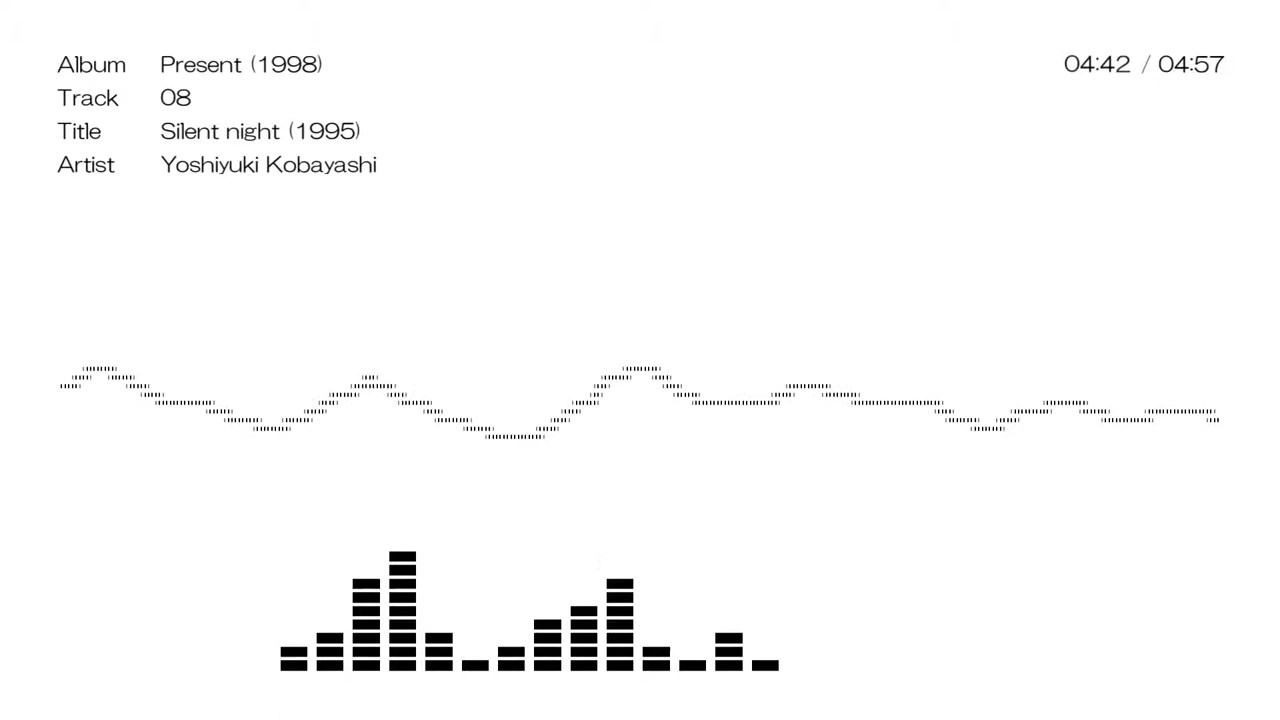 Album Present (1998)
04:42 / 04:57
Track 08
Title Silent night (1995)
Artist Yoshiyuki Kobayashi